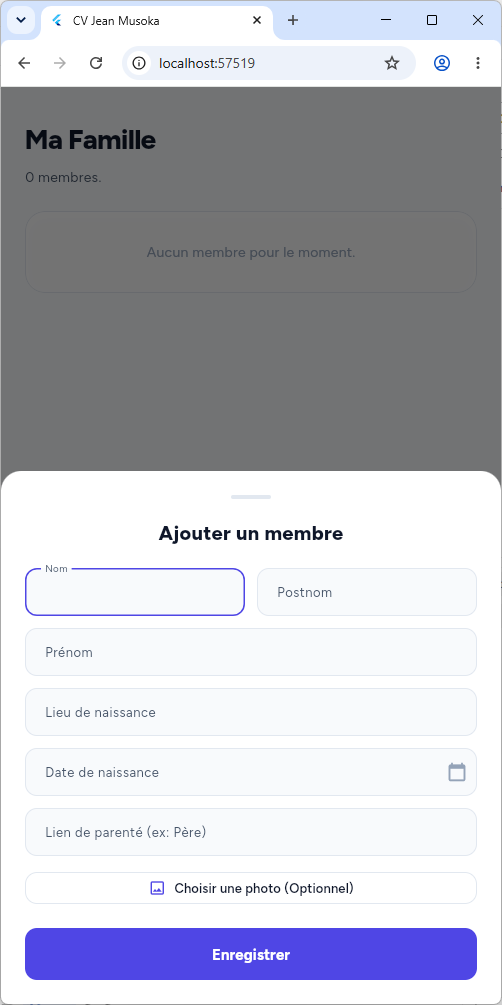 CV Jean Musoka
localhost:57519
Ma Famille
0 membres.
Aucun membre pour le moment.
Ajouter un membre
Nom
Postnom
Prénom
Lieu de naissance
Date de naissance
Lien de parenté (ex: Père)
Choisir une photo (Optionnel)
Enregistrer